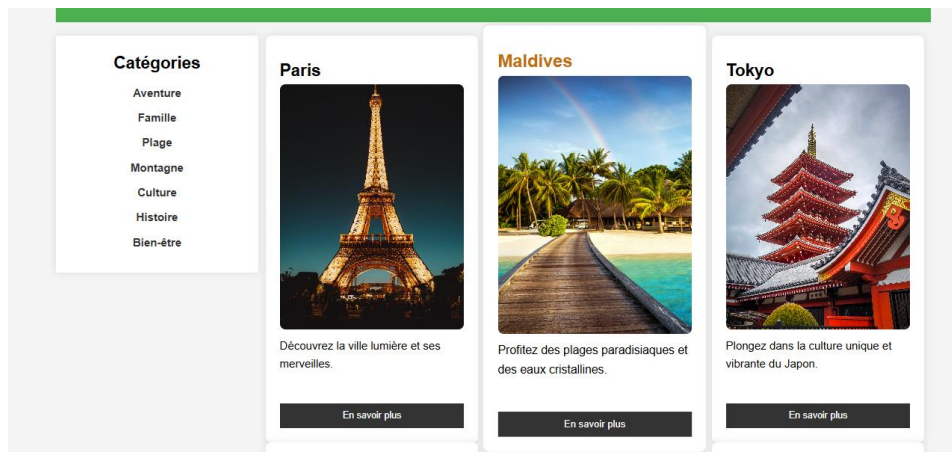 Catégories
Aventure
Famille
Plage
Montagne
Culture
Histoire
Bien-être
Paris
Découvrez la ville lumière et ses
merveilles.
En savoir plus
Maldives
Profitez des plages paradisiaques et
des eaux cristallines.
En savoir plus
Tokyo
Plongez dans la culture unique et
vibrante du Japon.
En savoir plus